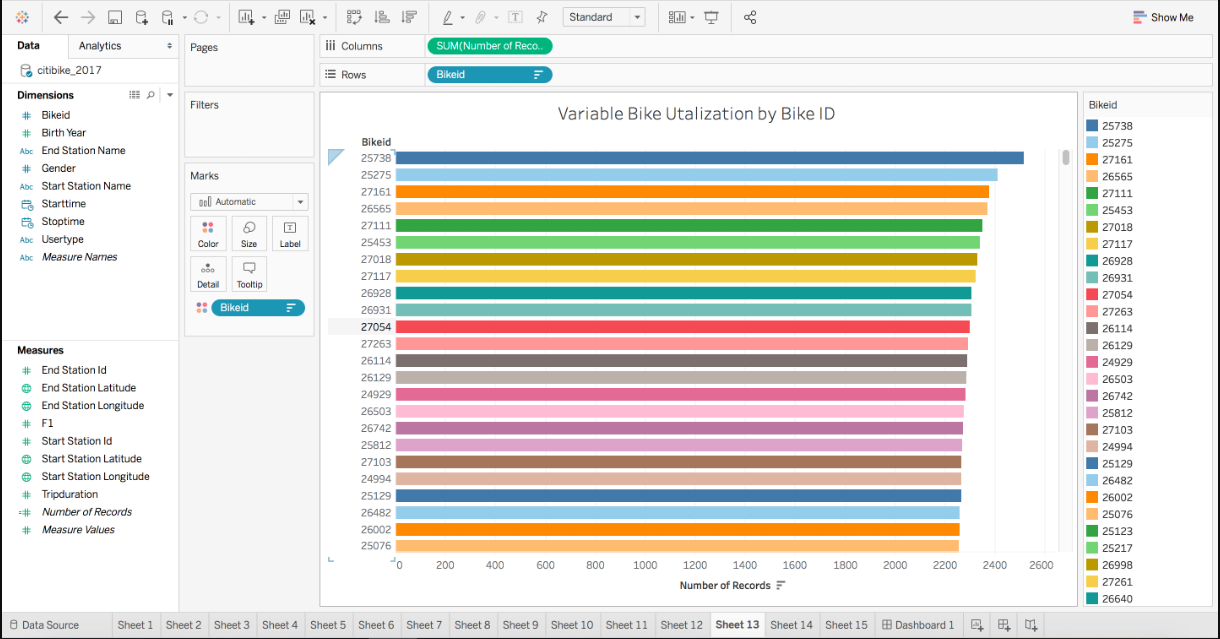 Standard
Show Me
Data
Analytics
citibike_2017
Dimensions
Bikeid
Birth Year
Abc End Station Name
Gender
Abc Start Station Name
Starttime
Stoptime
Abc Usertype
Abc Measure Names
Measures
End Station Id
End Station Latitude
End Station Longitude
F1
Start Station Id
Start Station Latitude
Start Station Longitude
Tripduration
Number of Records
Measure Values
Pages
Filters
Marks
Automatic
Color
Size
Label
Detail
Tooltip
Bikeid
Columns
SUM(Number of Reco..
Rows
Bikeid
Variable Bike Utalization by Bike ID
Bikeid
25738
25275
27161
26565
27111
25453
27018
27117
26928
26931
27054
27263
26114
26129
24929
26503
26742
25812
27103
24994
25129
26482
26002
25076
0 200 400 600 800 1000 1200 1400 1600 1800 2000 2200 2400 2600
Number of Records
Bikeid
25738
25275
27161
26565
27111
25453
27018
27117
26928
26931
27054
27263
26114
26129
24929
26503
26742
25812
27103
24994
25129
26482
26002
25076
25123
25217
26998
27261
26640
Data Source Sheet 1 Sheet 2 Sheet 3 Sheet 4 Sheet 5 Sheet 6 Sheet 7 Sheet 8 Sheet 9 Sheet 10 Sheet 11 Sheet 12 Sheet 13 Sheet 14 Sheet 15 Dashboard 1